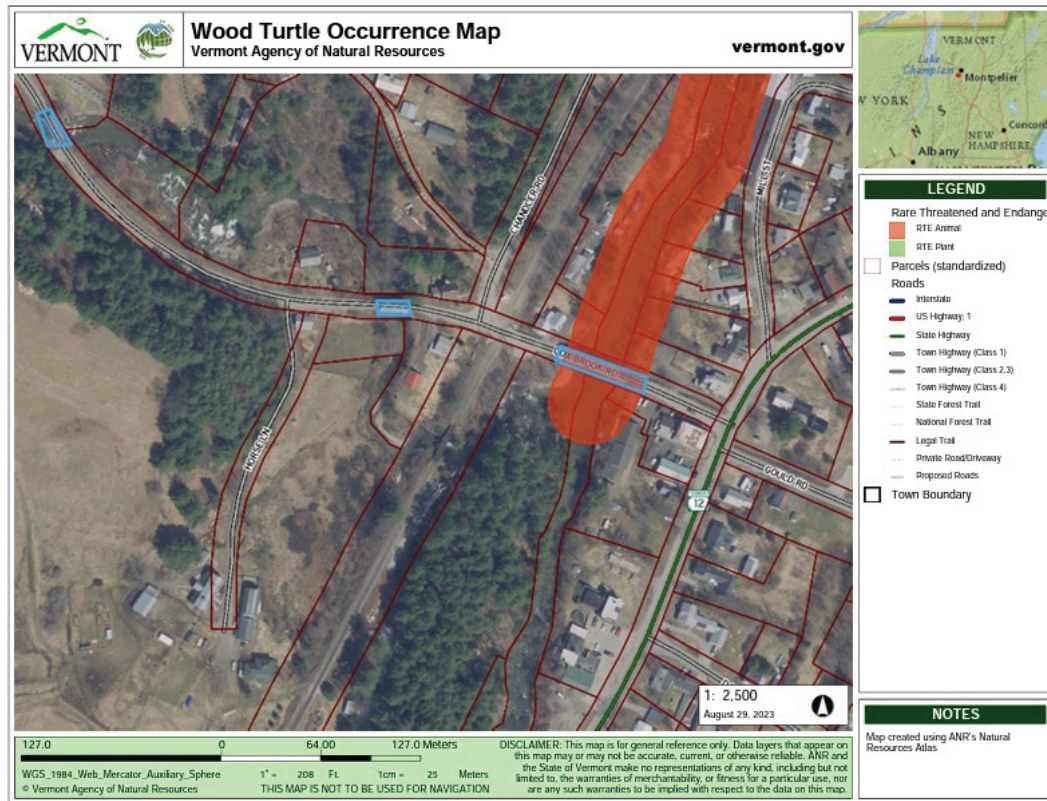 VERMONT
Wood Turtle Occurrence Map
Vermont Agency of Natural Resources
vermont.gov
VERMONT
Lake
Champlain
Montpelier
W YORK
Concord
NEW
HAMPSHIRE
Albany
I N S
LEGEND
Rare Threatened and Endange
RTE Animal
RTE Plant
Parcels (standardized)
Roads
Interstate
US Highway; 1
State Highway
Town Highway (Class 1)
Town Highway (Class 2,3)
Town Highway (Class 4)
State Forest Trail
National Forest Trail
Legal Trail
Private Road/Driveway
Proposed Roads
Town Boundary
CHANDLER RD
MILL ST
COX BROOK RD
HORSE LN
GOULD RD
12
1: 2,500
August 29, 2023
NOTES
Map created using ANR's Natural
Resources Atlas
127.0 0 64.00 127.0 Meters
WGS_1984_Web_Mercator_Auxiliary_Sphere 1" = 208 Ft. 1cm = 25 Meters
© Vermont Agency of Natural Resources THIS MAP IS NOT TO BE USED FOR NAVIGATION
DISCLAIMER: This map is for general reference only. Data layers that appear on
this map may or may not be accurate, current, or otherwise reliable. ANR and
the State of Vermont make no representations of any kind, including but not
limited to, the warranties of merchantability, or fitness for a particular use, nor
are any such warranties to be implied with respect to the data on this map.